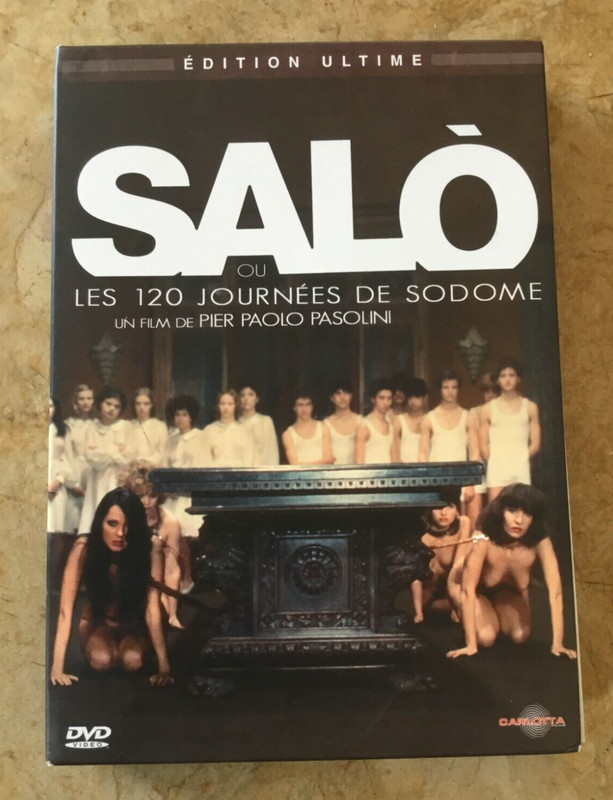 ÉDITION ULTIME
SALÒ
OU
LES 120 JOURNÉES DE SODOME
UN FILM DE PIER PAOLO PASOLINI
DVD
VIDEO
CARLOTTA